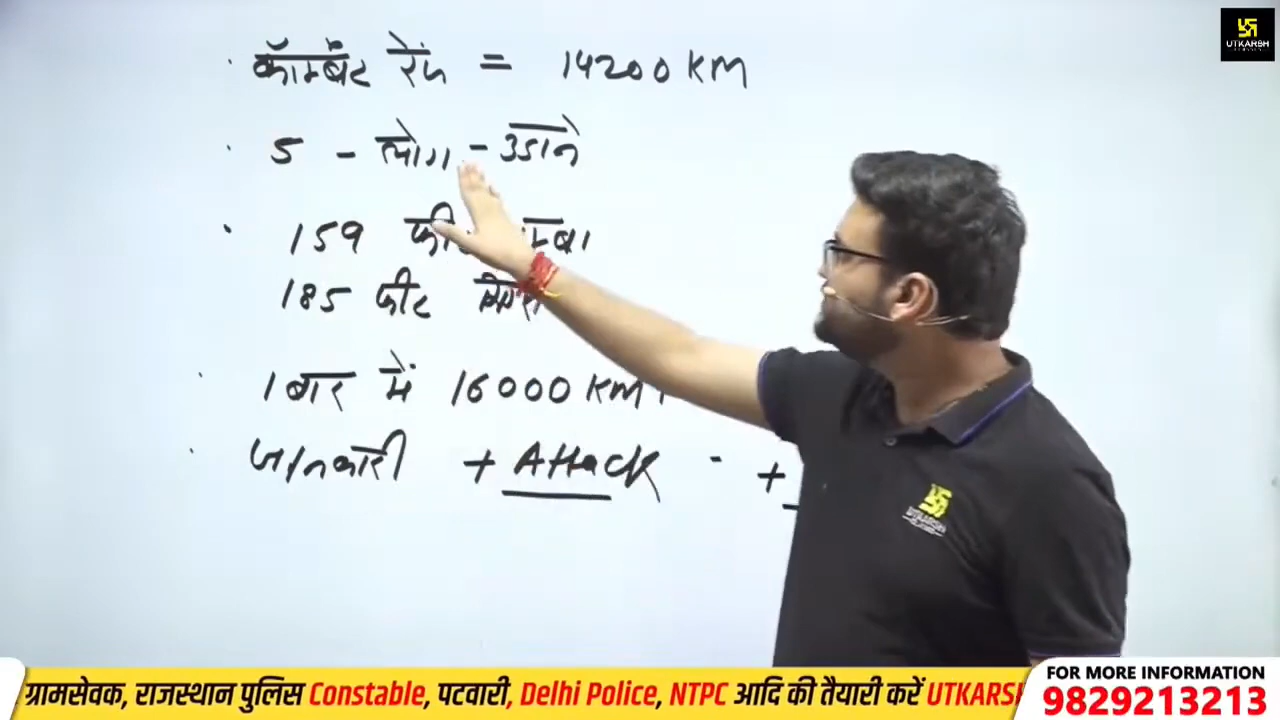 UTKARSH
कॉम्बैट रेंज = 14200 KM
5 - लोग - उडाने
159 फीट
185 फीट
1 बार में 16000 KM
जानकारी + Attack +
UTKARSH
ग्रामसेवक, राजस्थान पुलिस Constable, पटवारी, Delhi Police, NTPC आदि की तैयारी करें UTKARSH
FOR MORE INFORMATION
9829213213